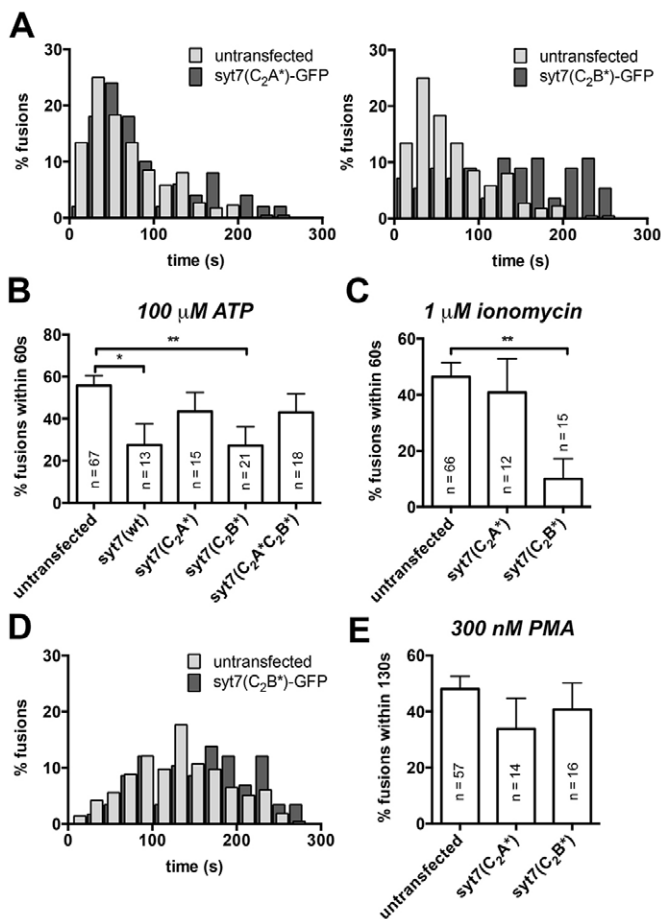 A
untransfected
syt7(C₂A*)-GFP
% fusions
30
20
10
0
0
100
200
300
time (s)
untransfected
syt7(C₂B*)-GFP
% fusions
30
20
10
0
0
100
200
300
time (s)
B
100 μM ATP
% fusions within 60s
80
60
40
20
0
*
**
n = 67
n = 13
n = 15
n = 21
n = 18
untransfected
syt7(wt)
syt7(C₂A*)
syt7(C₂B*)
syt7(C₂A*C₂B*)
C
1 μM ionomycin
% fusions within 60s
60
40
20
0
**
n = 66
n = 12
n = 15
untransfected
syt7(C₂A*)
syt7(C₂B*)
D
untransfected
syt7(C₂B*)-GFP
% fusions
30
20
10
0
0
100
200
300
time (s)
E
300 nM PMA
% fusions within 130s
60
40
20
0
n = 57
n = 14
n = 16
untransfected
syt7(C₂A*)
syt7(C₂B*)